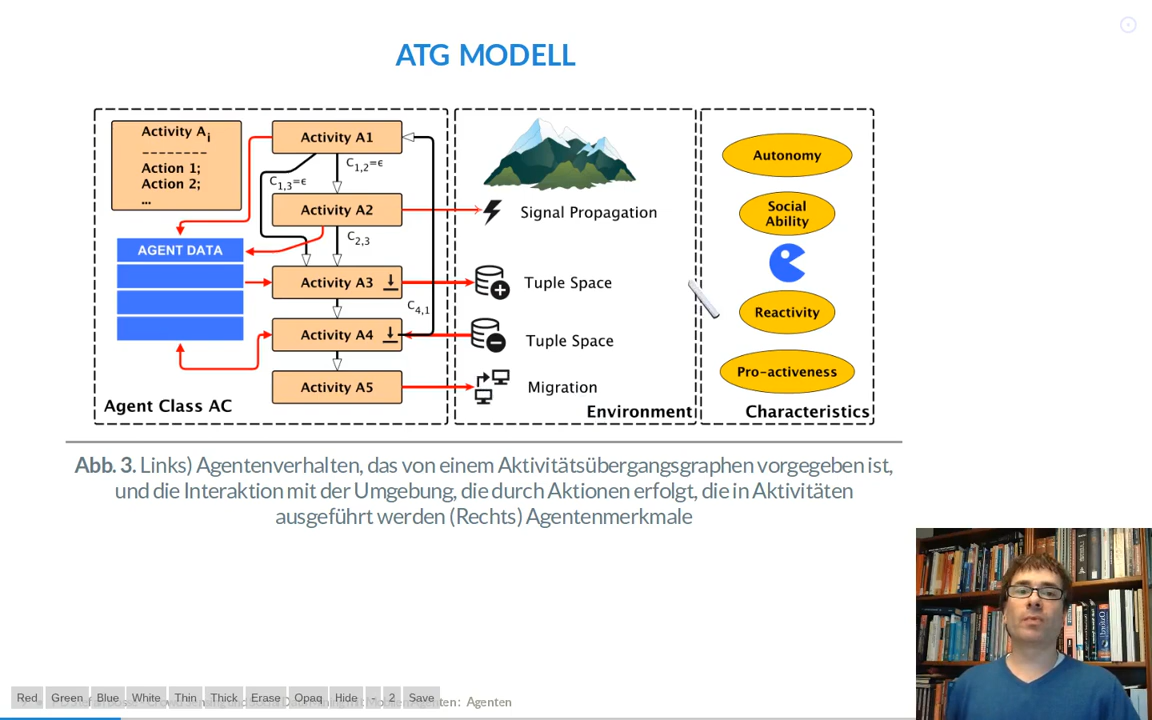 ATG MODELL
Activity Ai
--------
Action 1;
Action 2;
...
AGENT DATA
Activity A1
C1,2=ϵ
C1,3=ϵ
Activity A2
C2,3
Activity A3
C4,1
Activity A4
Activity A5
Agent Class AC
Signal Propagation
Tuple Space
Tuple Space
Migration
Environment
Autonomy
Social
Ability
Reactivity
Pro-activeness
Characteristics
Abb. 3. Links) Agentenverhalten, das von einem Aktivitätsübergangsgraphen vorgegeben ist,
und die Interaktion mit der Umgebung, die durch Aktionen erfolgt, die in Aktivitäten
ausgeführt werden (Rechts) Agentenmerkmale
Red Green Blue White Thin Thick Erase Opaq Hide - 2 Save
: Agenten